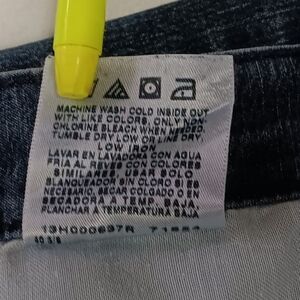 MACHINE WASH COLD INSIDE OUT
WITH LIKE COLORS. ONLY NON-
CHLORINE BLEACH WHEN NEEDED.
TUMBLE DRY LOW OR LINE DRY.
LOW IRON
LAVAR EN LAVADORA CON AGUA
FRIA AL REVES CON COLORES
SIMILARES USAR SOLO
BLANQUEADOR SIN CLORO SI ES
NECESARIO CARGAR COLGADO EN
SECADORA A TEMP. BAJA
PLANCHAR A TEMPERATURA BAJA